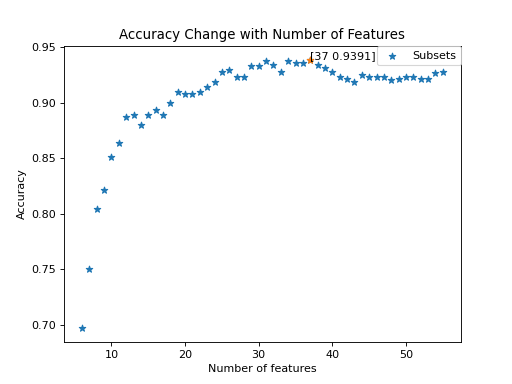 Accuracy Change with Number of Features
[37 0.9391]
Subsets
0.95
0.90
0.85
0.80
0.75
0.70
Accuracy
10 20 30 40 50
Number of features